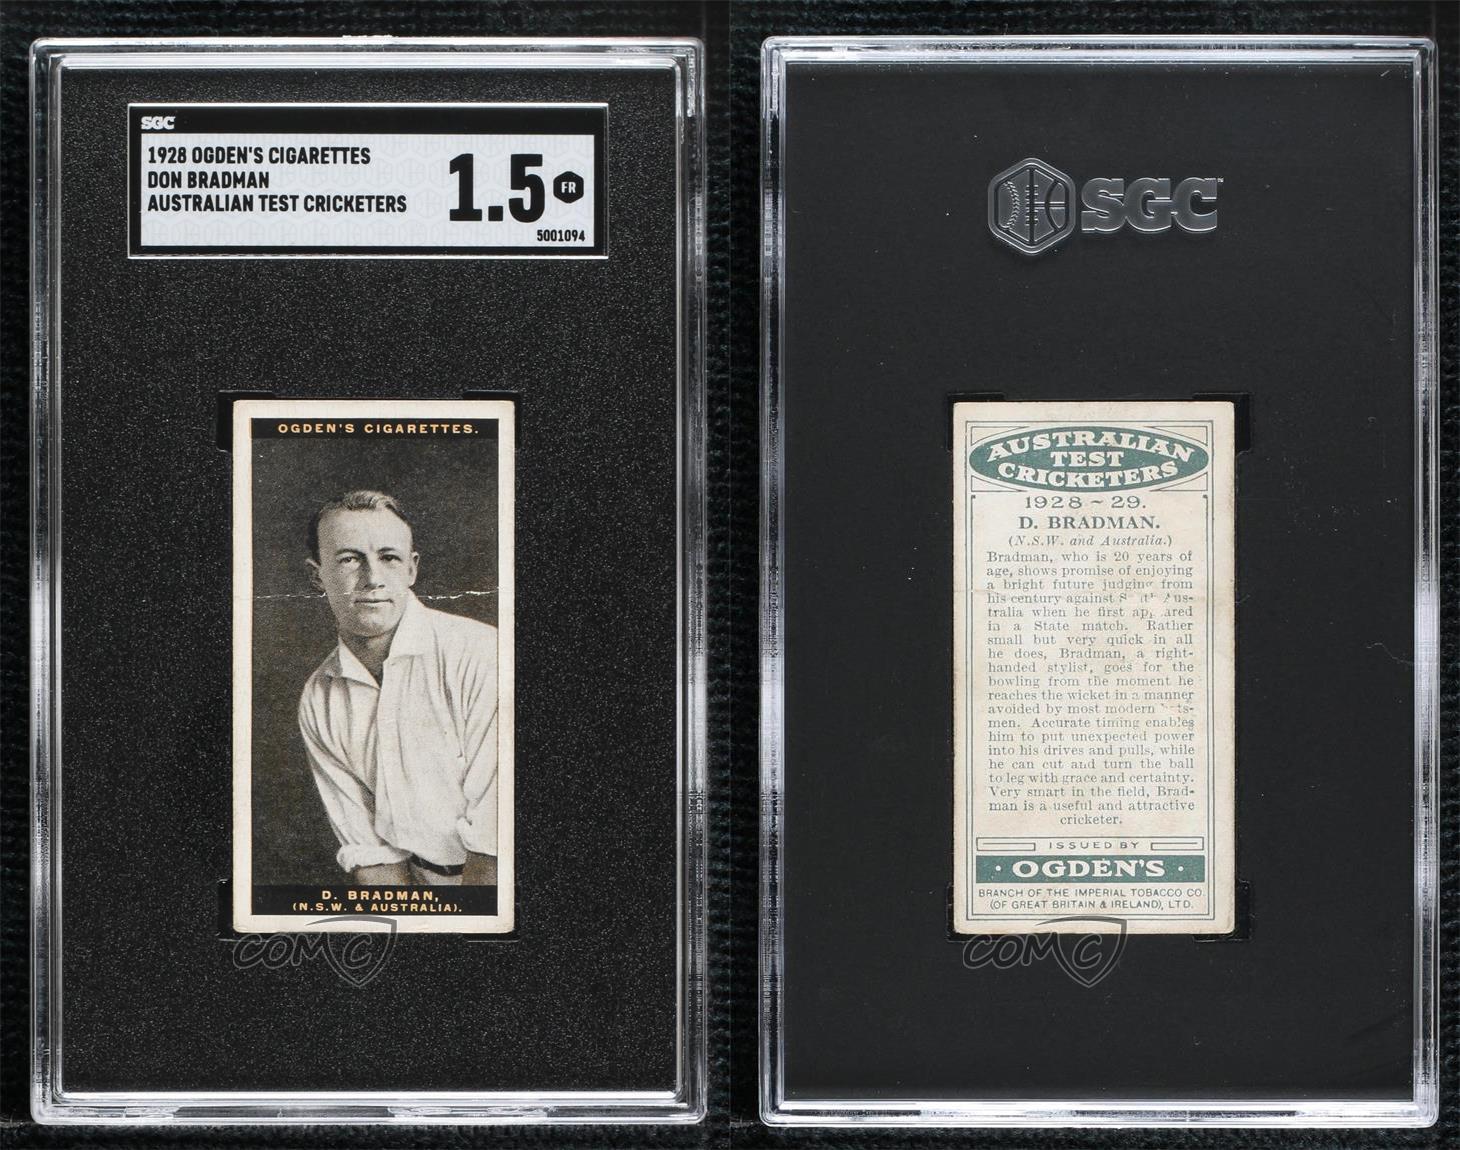 SGC
1928 OGDEN'S CIGARETTES
DON BRADMAN
AUSTRALIAN TEST CRICKETERS
1.5
FR
5001094
OGDEN'S CIGARETTES.
D. BRADMAN,
(N.S.W. & AUSTRALIA).
COMC
SGC
AUSTRALIAN
TEST
CRICKETERS
1928 ~ 29.
D. BRADMAN.
(N.S.W. and Australia.)
Bradman, who is 20 years of
age, shows promise of enjoying
a bright future judging from
his century against
tralia when he first
in a State match. Rather
small but very quick in all
he does, Bradman, a right-
handed stylist, goes for the
bowling from the moment he
reaches the wicket in a manner
avoided by most modern
men. Accurate timing enables
him to put unexpected power
into his drives and pulls, while
he can cut and turn the ball
to leg with grace and certainty.
Very smart in the field, Brad-
man is a useful and attractive
cricketer.
ISSUED BY
· OGDEN'S ·
BRANCH OF THE IMPERIAL TOBACCO CO.
(OF GREAT BRITAIN & IRELAND), LTD.
COMC